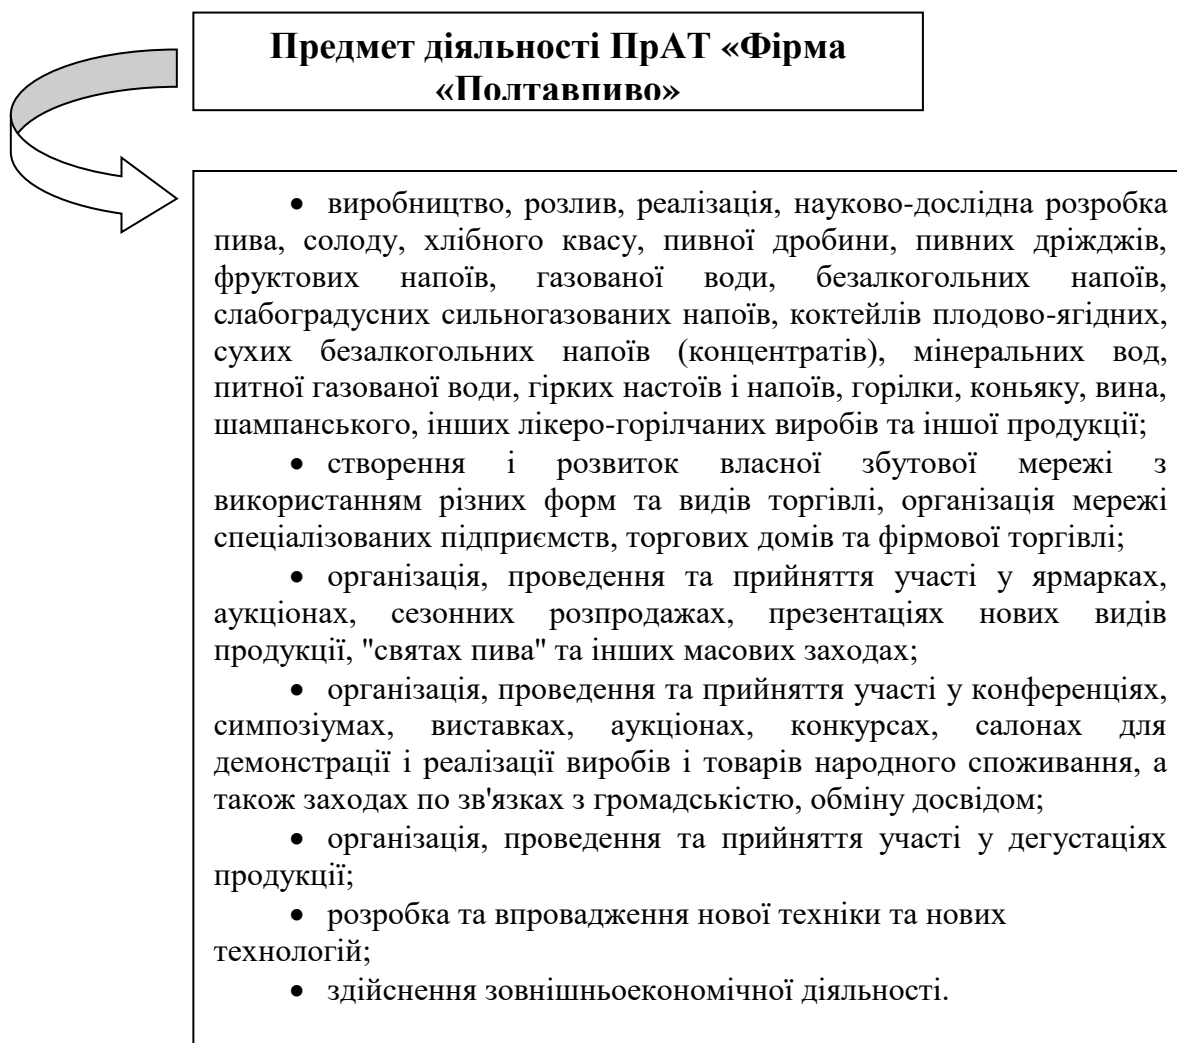 Предмет діяльності ПрАТ «Фірма
«Полтавпиво»
• виробництво, розлив, реалізація, науково-дослідна розробка
пива, солоду, хлібного квасу, пивної дробини, пивних дріжджів,
фруктових напоїв, газованої води, безалкогольних напоїв,
слабоградусних сильногазованих напоїв, коктейлів плодово-ягідних,
сухих безалкогольних напоїв (концентратів), мінеральних вод,
питної газованої води, гірких настоїв і напоїв, горілки, коньяку, вина,
шампанського, інших лікеро-горілчаних виробів та іншої продукції;
• створення і розвиток власної збутової мережі з
використанням різних форм та видів торгівлі, організація мережі
спеціалізованих підприємств, торгових домів та фірмової торгівлі;
• організація, проведення та прийняття участі у ярмарках,
аукціонах, сезонних розпродажах, презентаціях нових видів
продукції, "святах пива" та інших масових заходах;
• організація, проведення та прийняття участі у конференціях,
симпозіумах, виставках, аукціонах, конкурсах, салонах для
демонстрації і реалізації виробів і товарів народного споживання, а
також заходах по зв'язках з громадськістю, обміну досвідом;
• організація, проведення та прийняття участі у дегустаціях
продукції;
• розробка та впровадження нової техніки та нових
технологій;
• здійснення зовнішньоекономічної діяльності.